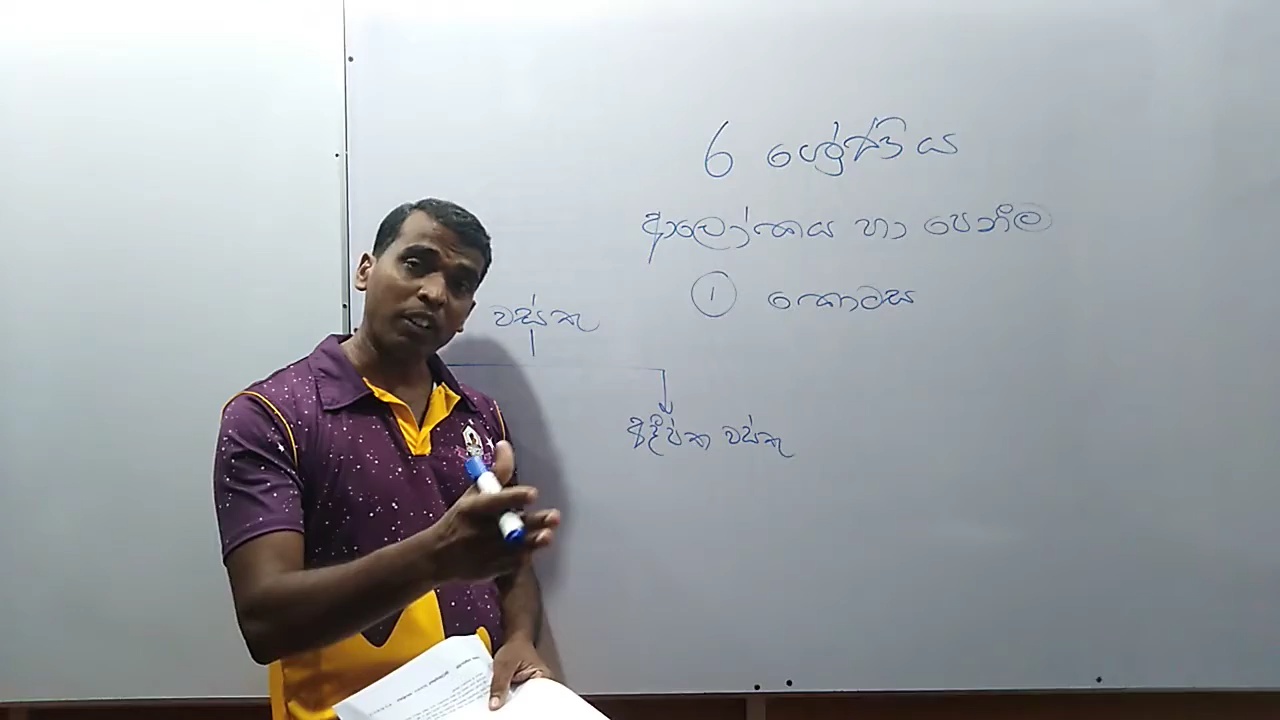 6 ශ්‍රේණිය
ආලෝකය හා පෙනීම
1 කොටස
වස්තු
අදීප්ත වස්තු